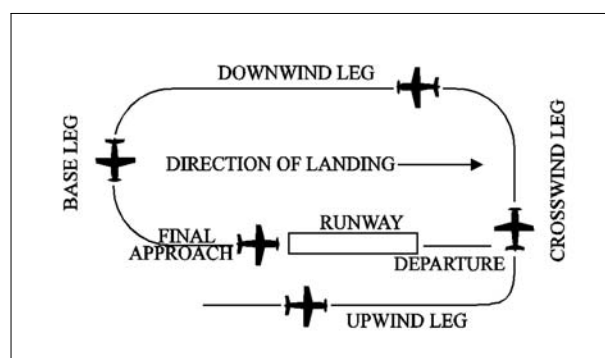 DOWNWIND LEG
BASE LEG
DIRECTION OF LANDING
CROSSWIND LEG
RUNWAY
FINAL
APPROACH
DEPARTURE
UPWIND LEG